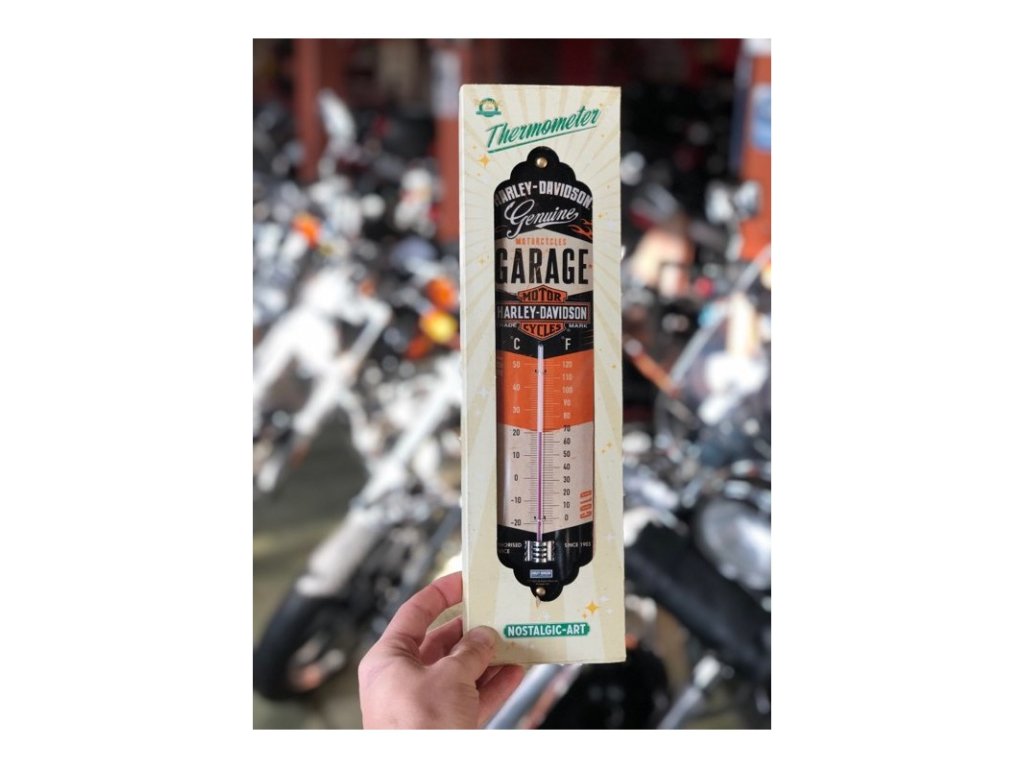 Thermometer
HARLEY-DAVIDSON
Genuine
MOTORCYCLES
GARAGE
MOTOR
HARLEY-DAVIDSON
TRADE MARK
CYCLES
°C °F
50 120
110
40 100
90
30 80
20 70
60
10 50
40
0 30
20
-10 10
0
-20
COLD
SINCE 1903
NOSTALGIC-ART